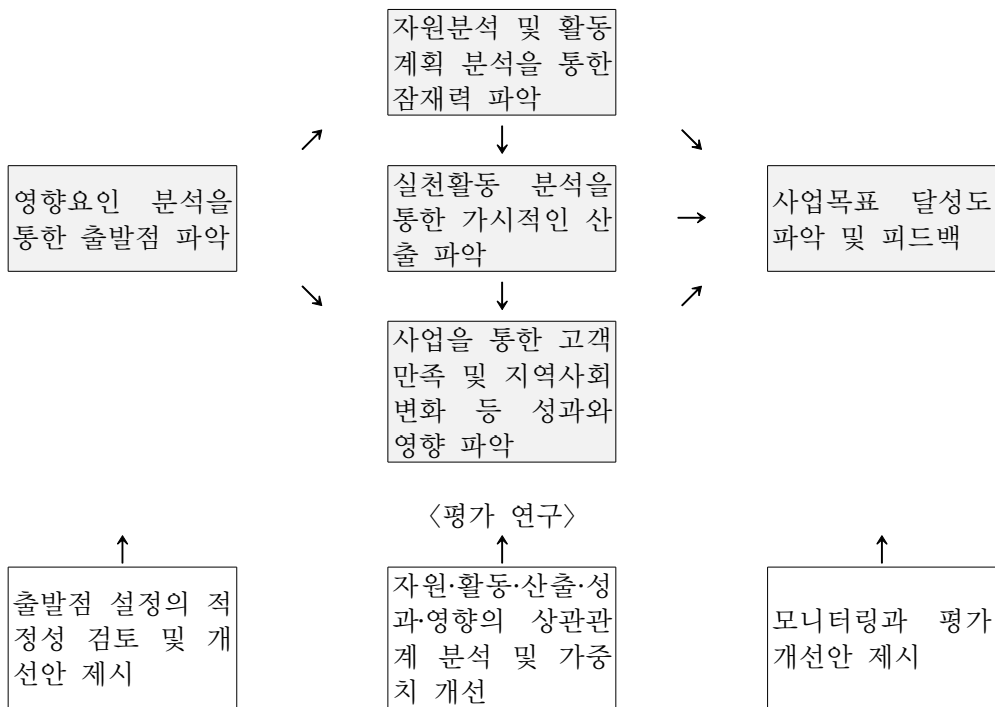 자원분석 및 활동
계획 분석을 통한
잠재력 파악
↗
↓
↘
영향요인 분석을
통한 출발점 파악
실천활동 분석을
통한 가시적인 산
출 파악
→
사업목표 달성도
파악 및 피드백
↘
↓
↗
사업을 통한 고객
만족 및 지역사회
변화 등 성과와
영향 파악
〈평가 연구〉
↑
↑
↑
출발점 설정의 적
정성 검토 및 개
선안 제시
자원·활동·산출·성
과·영향의 상관관
계 분석 및 가중
치 개선
모니터링과 평가
개선안 제시